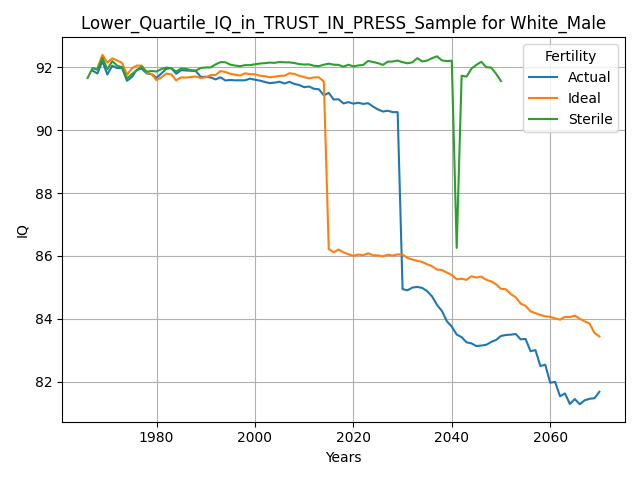 Lower_Quartile_IQ_in_TRUST_IN_PRESS_Sample for White_Male
Fertility
Actual
Ideal
Sterile
IQ
92
90
88
86
84
82
1980
2000
2020
2040
2060
Years